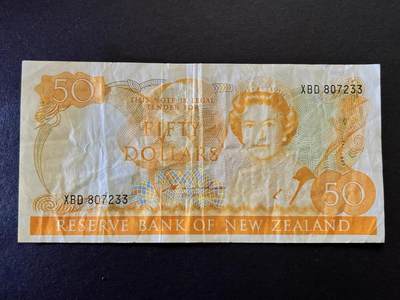 50
THIS NOTE IS LEGAL
TENDER FOR
XBD 807233
FIFTY
DOLLARS
XBD 807233
50
RESERVE BANK OF NEW ZEALAND